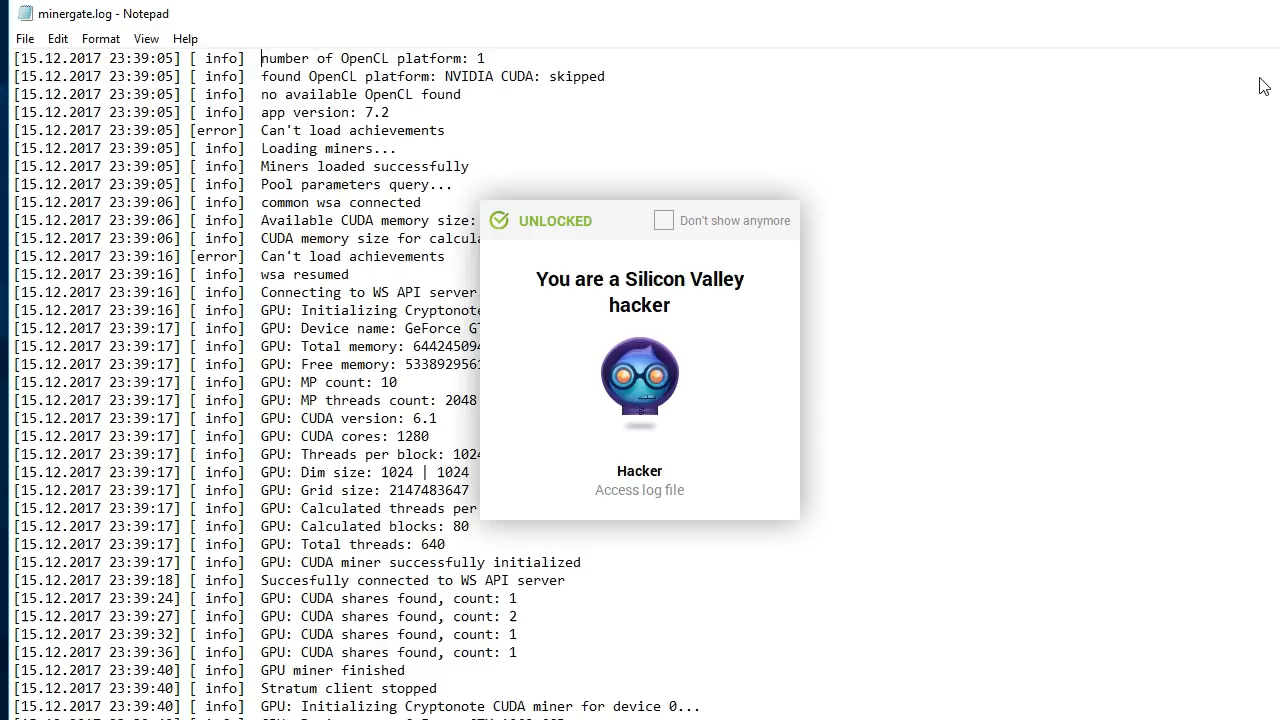 minergate.log - Notepad
File Edit Format View Help
[15.12.2017 23:39:05] [ info] number of OpenCL platform: 1
[15.12.2017 23:39:05] [ info] found OpenCL platform: NVIDIA CUDA: skipped
[15.12.2017 23:39:05] [ info] no available OpenCL found
[15.12.2017 23:39:05] [ info] app version: 7.2
[15.12.2017 23:39:05] [error] Can't load achievements
[15.12.2017 23:39:05] [ info] Loading miners...
[15.12.2017 23:39:05] [ info] Miners loaded successfully
[15.12.2017 23:39:05] [ info] Pool parameters query...
[15.12.2017 23:39:06] [ info] common wsa connected
[15.12.2017 23:39:06] [ info] Available CUDA memory size:
[15.12.2017 23:39:06] [ info] CUDA memory size for
[15.12.2017 23:39:16] [error] Can't load achievements
[15.12.2017 23:39:16] [ info] wsa resumed
[15.12.2017 23:39:16] [ info] Connecting to WS API server
[15.12.2017 23:39:16] [ info] GPU: Initializing Cryptonote
[15.12.2017 23:39:17] [ info] GPU: Device name: GeForce
[15.12.2017 23:39:17] [ info] GPU: Total memory: 644245094
[15.12.2017 23:39:17] [ info] GPU: Free memory: 5338929561
[15.12.2017 23:39:17] [ info] GPU: MP count: 10
[15.12.2017 23:39:17] [ info] GPU: MP threads count: 2048
[15.12.2017 23:39:17] [ info] GPU: CUDA version: 6.1
[15.12.2017 23:39:17] [ info] GPU: CUDA cores: 1280
[15.12.2017 23:39:17] [ info] GPU: Threads per block: 1024
[15.12.2017 23:39:17] [ info] GPU: Dim size: 1024 | 1024
[15.12.2017 23:39:17] [ info] GPU: Grid size: 2147483647
[15.12.2017 23:39:17] [ info] GPU: Calculated threads per
[15.12.2017 23:39:17] [ info] GPU: Calculated blocks: 80
[15.12.2017 23:39:17] [ info] GPU: Total threads: 640
[15.12.2017 23:39:17] [ info] GPU: CUDA miner successfully initialized
[15.12.2017 23:39:18] [ info] Succesfully connected to WS API server
[15.12.2017 23:39:24] [ info] GPU: CUDA shares found, count: 1
[15.12.2017 23:39:27] [ info] GPU: CUDA shares found, count: 2
[15.12.2017 23:39:32] [ info] GPU: CUDA shares found, count: 1
[15.12.2017 23:39:36] [ info] GPU: CUDA shares found, count: 1
[15.12.2017 23:39:40] [ info] GPU miner finished
[15.12.2017 23:39:40] [ info] Stratum client stopped
[15.12.2017 23:39:40] [ info] GPU: Initializing Cryptonote CUDA miner for device 0...
UNLOCKED
Don't show anymore
You are a Silicon Valley
hacker
Hacker
Access log file